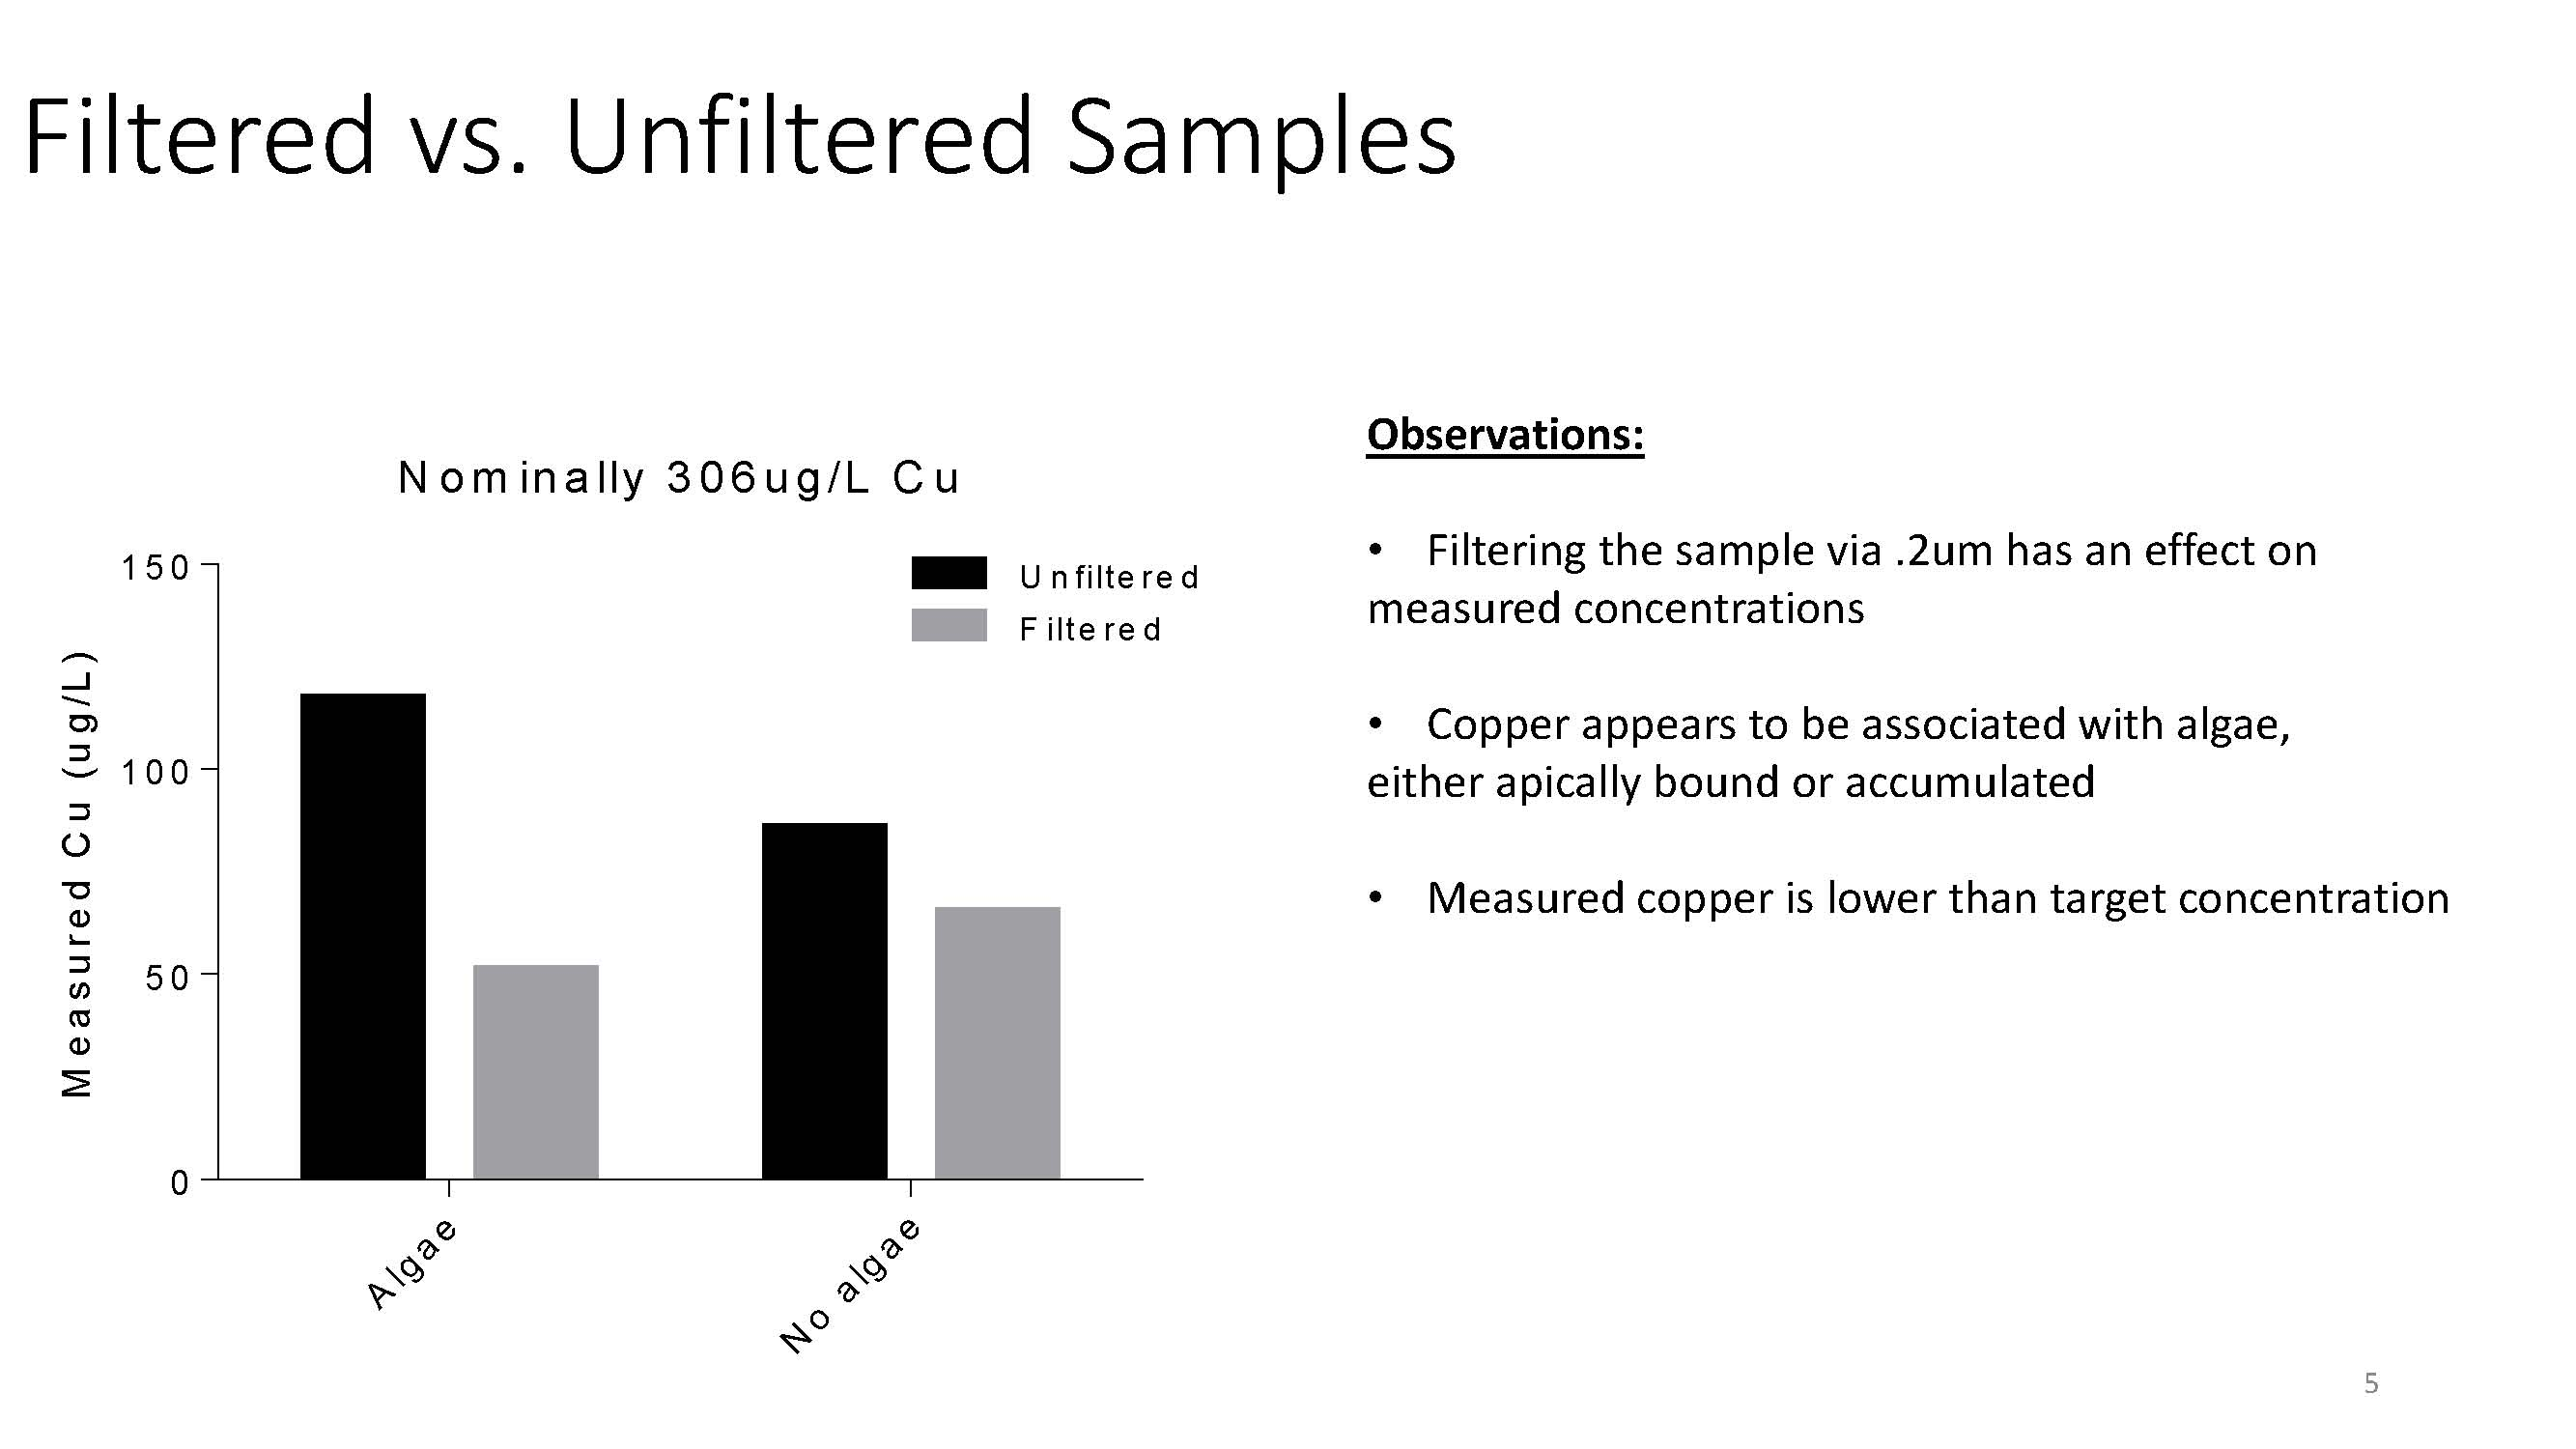 Filtered vs. Unfiltered Samples
Nominally 306ug/L Cu
Unfiltered
Filtered
Measured Cu (ug/L)
150
100
50
0
Algae
No algae
Observations:
• Filtering the sample via .2um has an effect on
measured concentrations
• Copper appears to be associated with algae,
either apically bound or accumulated
• Measured copper is lower than target concentration
5